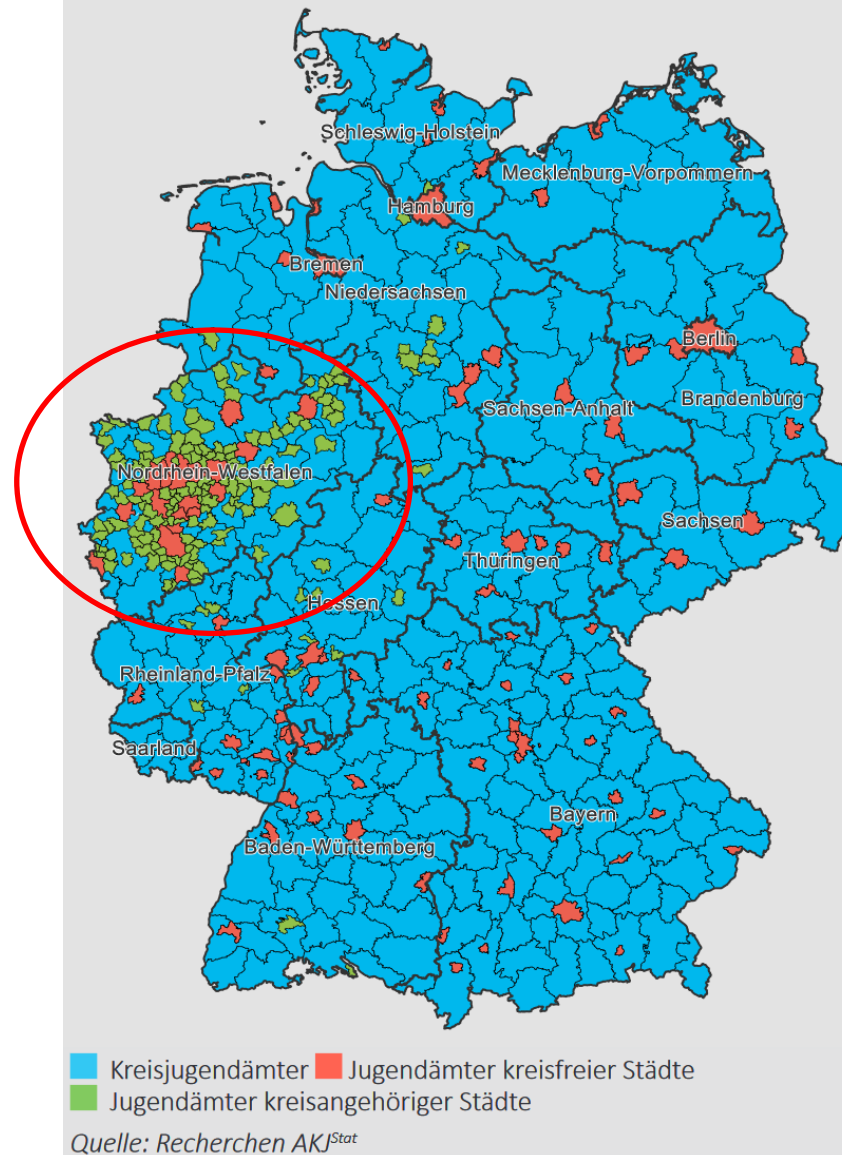 Schleswig-Holstein
Mecklenburg-Vorpommern
Hamburg
Bremen
Niedersachsen
Berlin
Sachsen-Anhalt
Brandenburg
Nordrhein-Westfalen
Sachsen
Thüringen
Hessen
Rheinland-Pfalz
Saarland
Bayern
Baden-Württemberg
Kreisjugendämter Jugendämter kreisfreier Städte
Jugendämter kreisangehöriger Städte
Quelle: Recherchen AKJStat